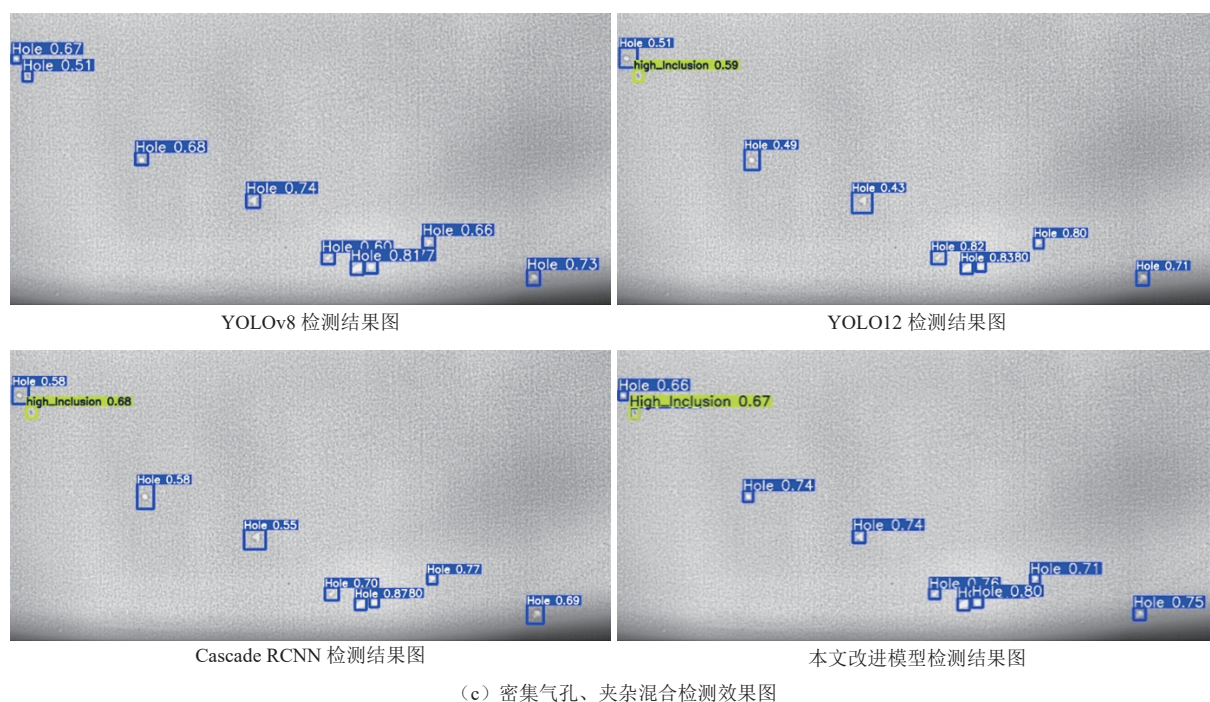 Hole 0.67
Hole 0.51
Hole 0.68
Hole 0.74
Hole 0.66
Hole 0.60
Hole 0.81
Hole 0.73
YOLOv8 检测结果图
Hole 0.51
high_Inclusion 0.59
Hole 0.49
Hole 0.43
Hole 0.80
Hole 0.82
Hole 0.8380
Hole 0.71
YOLO12 检测结果图
Hole 0.58
high_Inclusion 0.68
Hole 0.58
Hole 0.55
Hole 0.77
Hole 0.70
Hole 0.8780
Hole 0.69
Cascade RCNN 检测结果图
Hole 0.66
High_Inclusion 0.67
Hole 0.74
Hole 0.74
Hole 0.71
Hole 0.76
Hole 0.80
Hole 0.75
本文改进模型检测结果图
（c）密集气孔、夹杂混合检测效果图